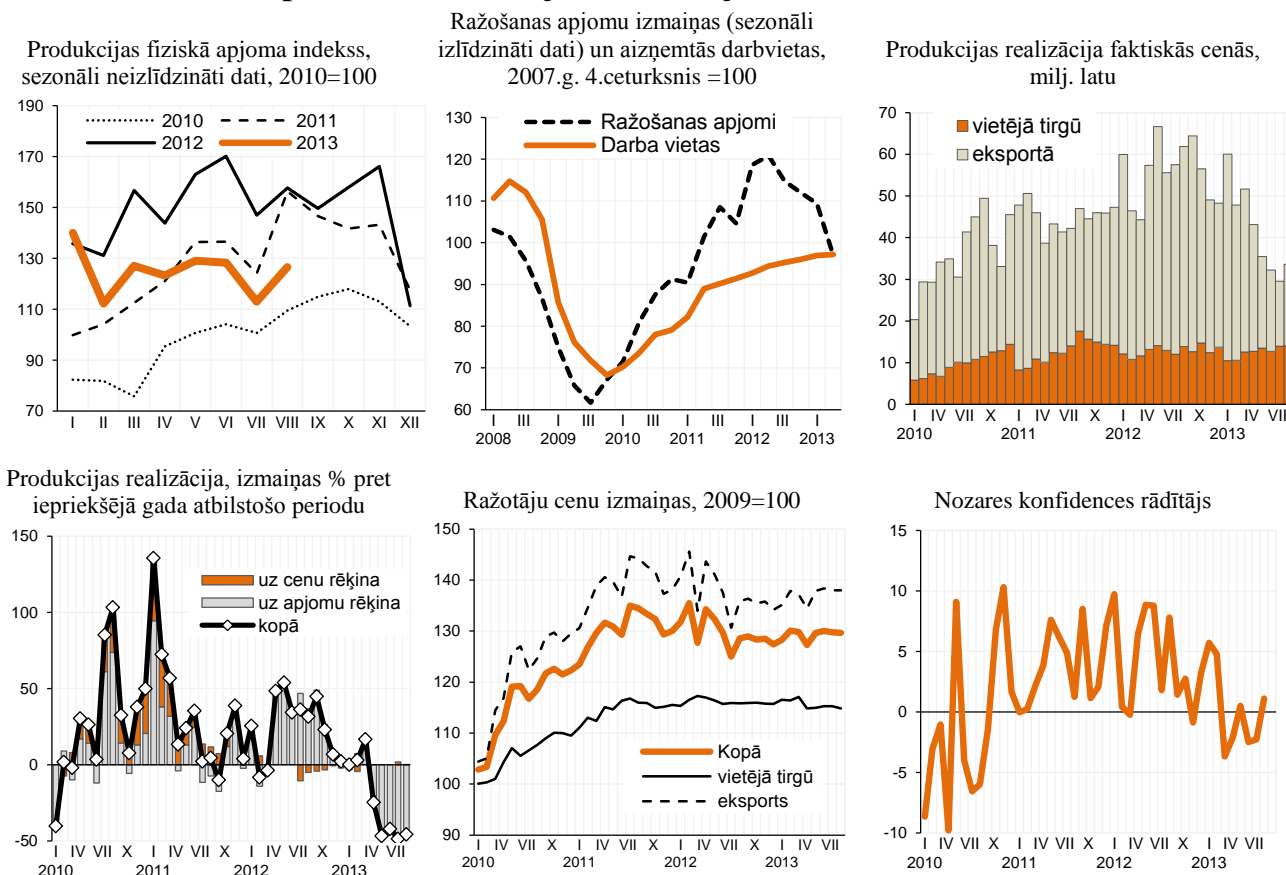 Produkcijas fiziskā apjoma indekss,
sezonāli neizlīdzināti dati, 2010=100
190
170
150
130
110
90
70
2010
2011
2012
2013
I II III IV V VI VII VIII IX X XI XII
Ražošanas apjomu izmaiņas (sezonāli
izlīdzināti dati) un aizņemtās darbvietas,
2007.g. 4.ceturksnis =100
130
120
110
100
90
80
70
60
Ražošanas apjomi
Darba vietas
I III I III I III I III I III I
2008 2009 2010 2011 2012 2013
Produkcijas realizācija faktiskās cenās,
milj. latu
70
60
50
40
30
20
10
0
vietējā tirgū
eksportā
I IV VII X I IV VII X I IV VII X I IV VII
2010 2011 2012 2013
Produkcijas realizācija, izmaiņas % pret
iepriekšējā gada atbilstošo periodu
150
100
50
0
-50
uz cenu rēķina
uz apjomu rēķina
kopā
I IV VII X I IV VII X I IV VII X I IV VII
2010 2011 2012 2013
Ražotāju cenu izmaiņas, 2009=100
150
140
130
120
110
100
90
Kopā
vietējā tirgū
eksports
I IV VII X I IV VII X I IV VII X I IV VII
2010 2011 2012 2013
Nozares konfidences rādītājs
15
10
5
0
-5
-10
I IV VII X I IV VII X I IV VII X I IV VII
2010 2011 2012 2013